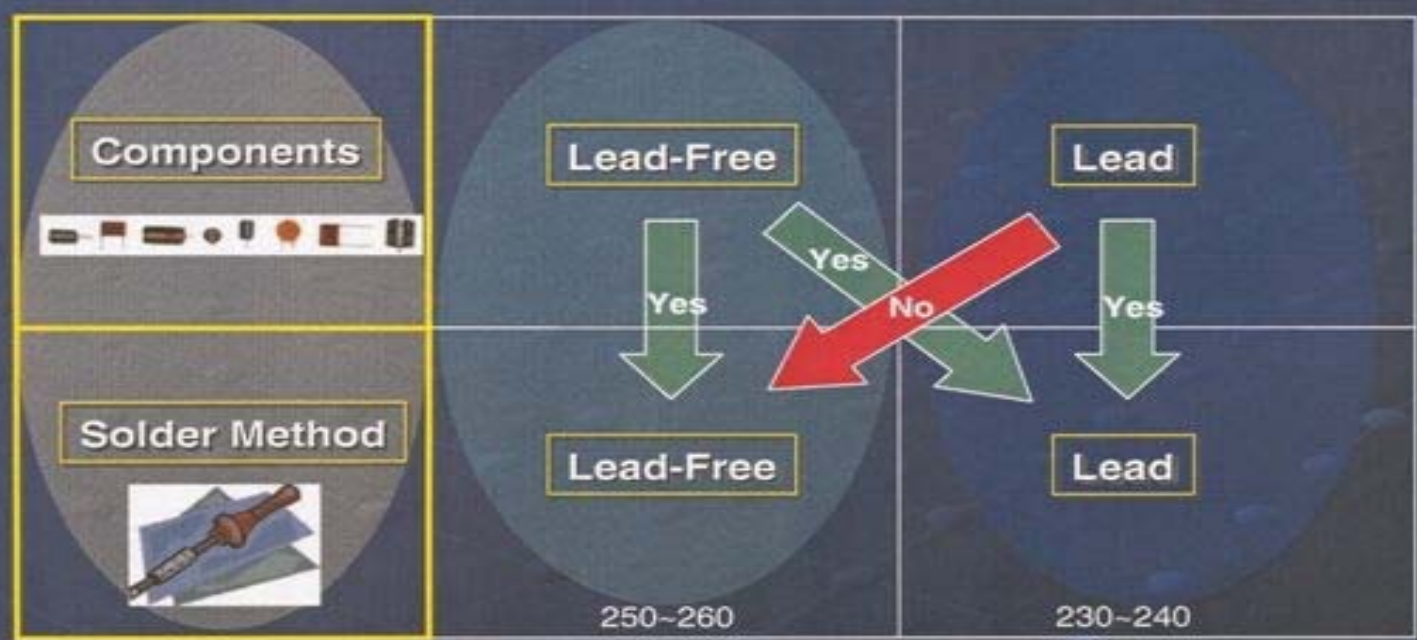 Components
Lead-Free
Lead
Yes
Yes
No
Yes
Solder Method
Lead-Free
Lead
250~260
230~240